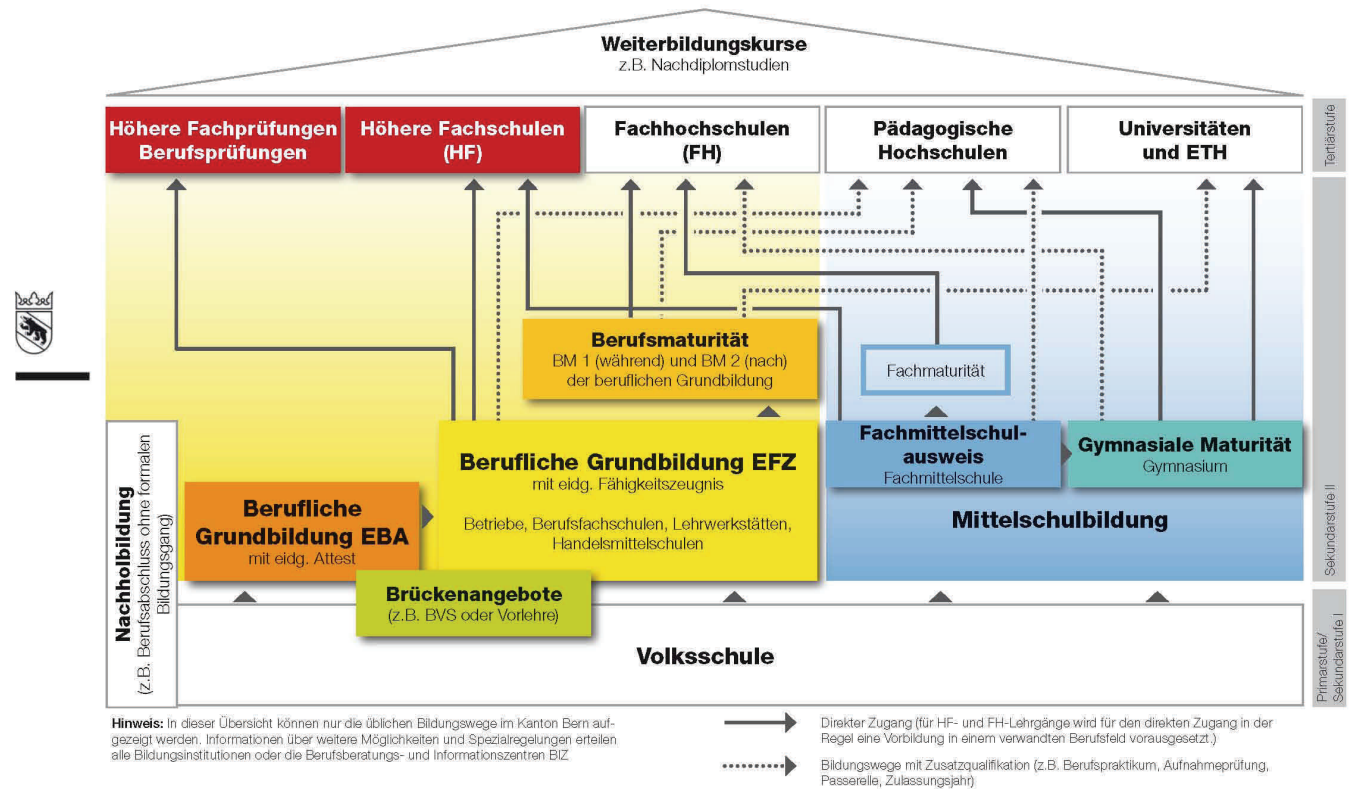 Weiterbildungskurse
z.B. Nachdiplomstudien
Höhere Fachprüfungen
Berufsprüfungen
Höhere Fachschulen
(HF)
Fachhochschulen
(FH)
Pädagogische
Hochschulen
Universitäten
und ETH
Tertiärstufe
Berufsmaturität
BM 1 (während) und BM 2 (nach)
der beruflichen Grundbildung
Fachmaturität
Nachholbildung
(z.B. Berufsabschluss ohne formalen
Bildungsgang)
Berufliche
Grundbildung EBA
mit eidg. Attest
Berufliche Grundbildung EFZ
mit eidg. Fähigkeitszeugnis
Betriebe, Berufsfachschulen, Lehrwerkstätten,
Handelsmittelschulen
Fachmittelschul-
ausweis
Fachmittelschule
Gymnasiale Maturität
Gymnasium
Mittelschulbildung
Sekundarstufe II
Brückenangebote
(z.B. BVS oder Vorlehre)
Volksschule
Primarstufe/
Sekundarstufe I
Hinweis: In dieser Übersicht können nur die üblichen Bildungswege im Kanton Bern auf-
gezeigt werden. Informationen über weitere Möglichkeiten und Spezialregelungen erteilen
alle Bildungsinstitutionen oder die Berufsberatungs- und Informationszentren BIZ
Direkter Zugang (für HF- und FH-Lehrgänge wird für den direkten Zugang in der
Regel eine Vorbildung in einem verwandten Berufsfeld vorausgesetzt.)
Bildungswege mit Zusatzqualifikation (z.B. Berufspraktikum, Aufnahmeprüfung,
Passerelle, Zulassungsjahr)